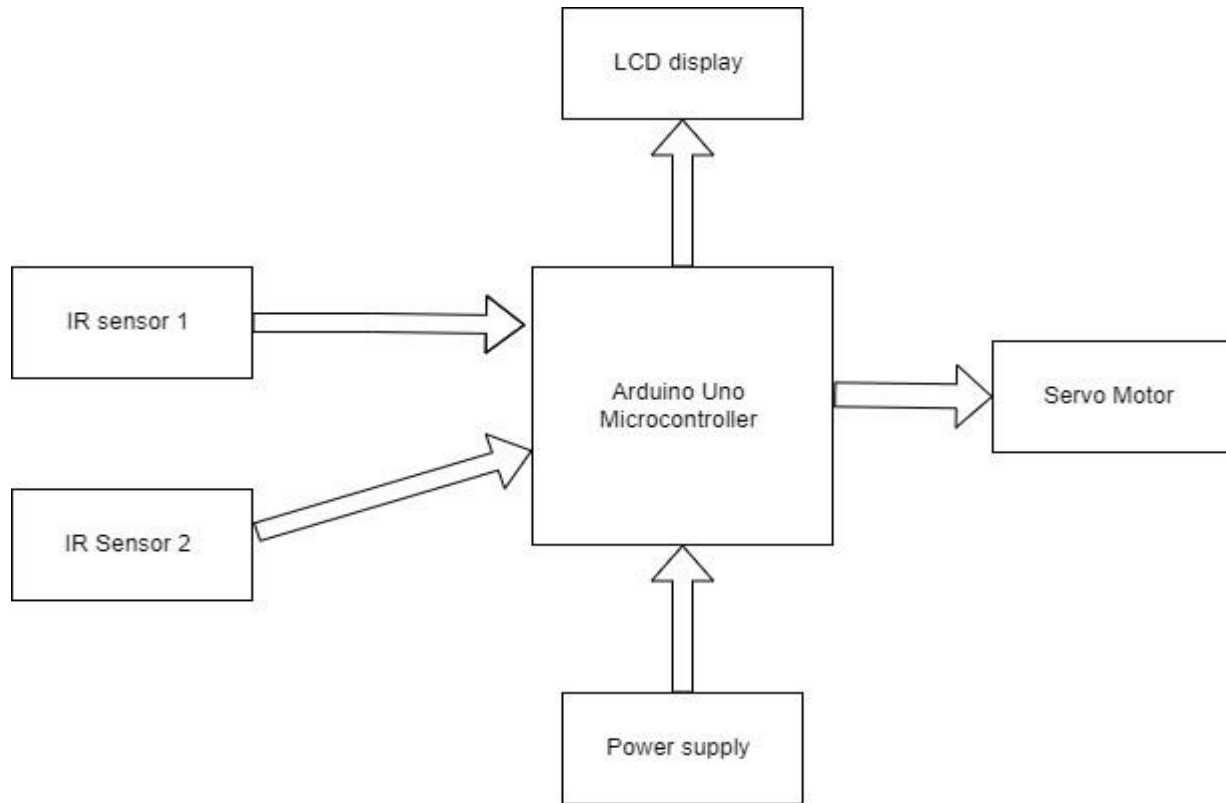 LCD display
IR sensor 1
Arduino Uno
Microcontroller
Servo Motor
IR Sensor 2
Power supply